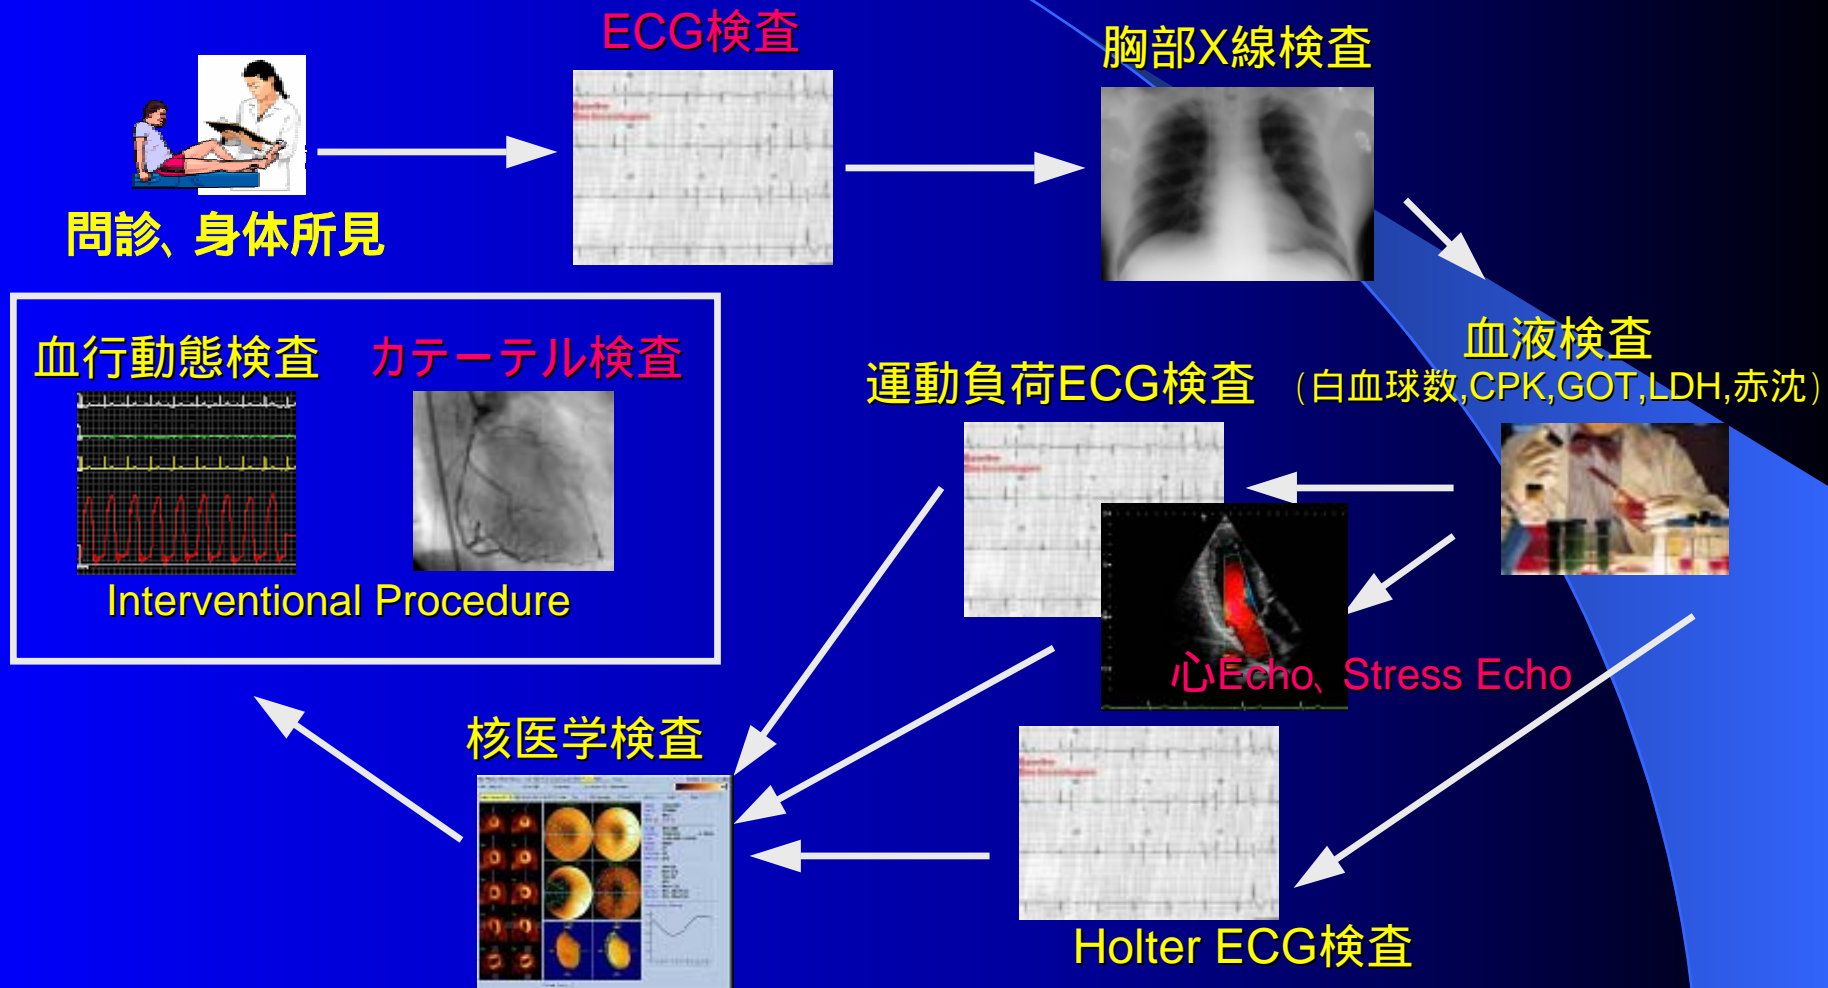 ECG検査
胸部X線検査
問診、身体所見
血行動態検査
カテーテル検査
Interventional Procedure
運動負荷ECG検査
血液検査
（白血球数,CPK,GOT,LDH,赤沈）
心Echo、Stress Echo
核医学検査
Holter ECG検査